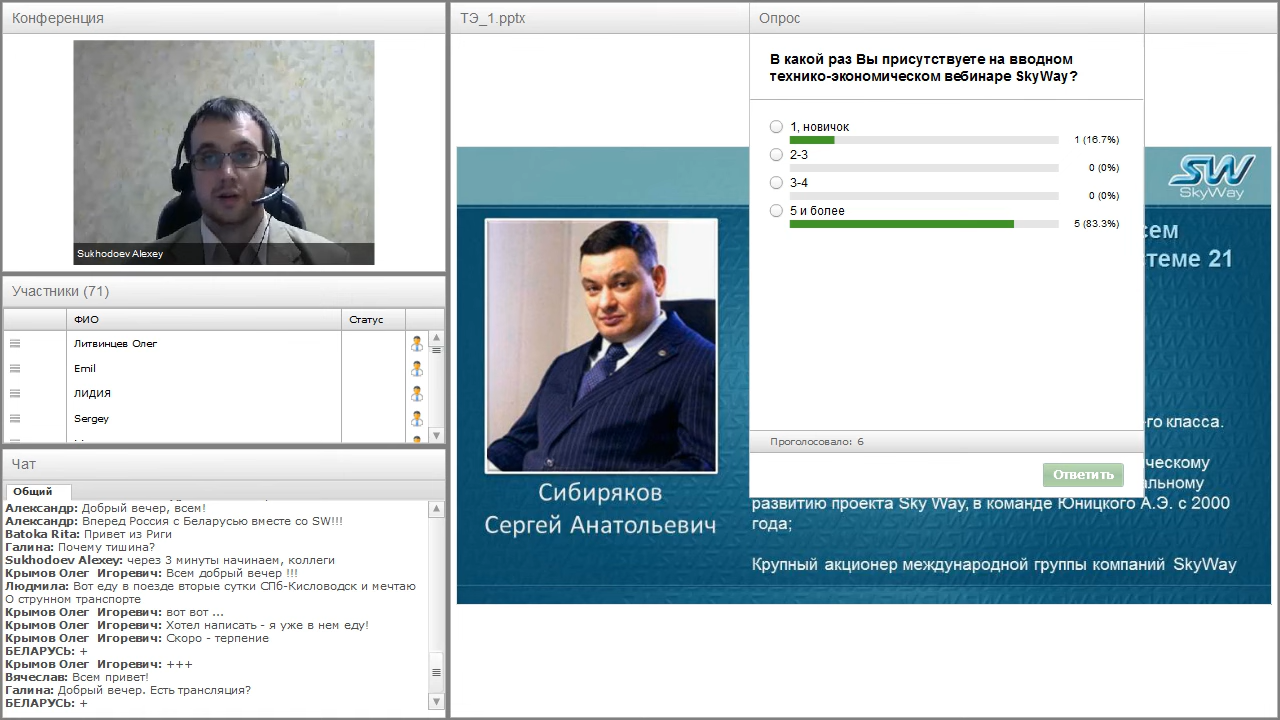 Конференция
Sukhodoev Alexey
Участники (71)
ФИО
Статус
Литвинцев Олег
Emil
ЛИДИЯ
Sergey
Чат
Общий
Александр: Добрый вечер, всем!
Александр: Вперед Россия с Беларусью вместе со SW!!!
Batoka Rita: Привет из Риги
Галина: Почему тишина?
Sukhodoev Alexey: через 3 минуты начинаем, коллеги
Крымов Олег Игоревич: Всем добрый вечер !!!
Людмила: Вот еду в поезде вторые сутки СПб-Кисловодск и мечтаю
О струнном транспорте
Крымов Олег Игоревич: вот вот ...
Крымов Олег Игоревич: Хотел написать - я уже в нем еду!
Крымов Олег Игоревич: Скоро - терпение
БЕЛАРУСЬ: +
Крымов Олег Игоревич: +++
Вячеслав: Всем привет!
Галина: Добрый вечер. Есть трансляция?
БЕЛАРУСЬ: +
ТЭ_1.pptx
Опрос
В какой раз Вы присутствуете на вводном
технико-экономическом вебинаре SkyWay?
1, новичок
1 (16.7%)
2-3
0 (0%)
3-4
0 (0%)
5 и более
5 (83.3%)
Проголосовало: 6
Ответить
SW
SkyWay
сем
стеме 21
Сибиряков
Сергей Анатольевич
-го класса.
ческому
альному
развитию проекта Sky Way, в команде Юницкого А.Э. с 2000
года;
Крупный акционер международной группы компаний SkyWay